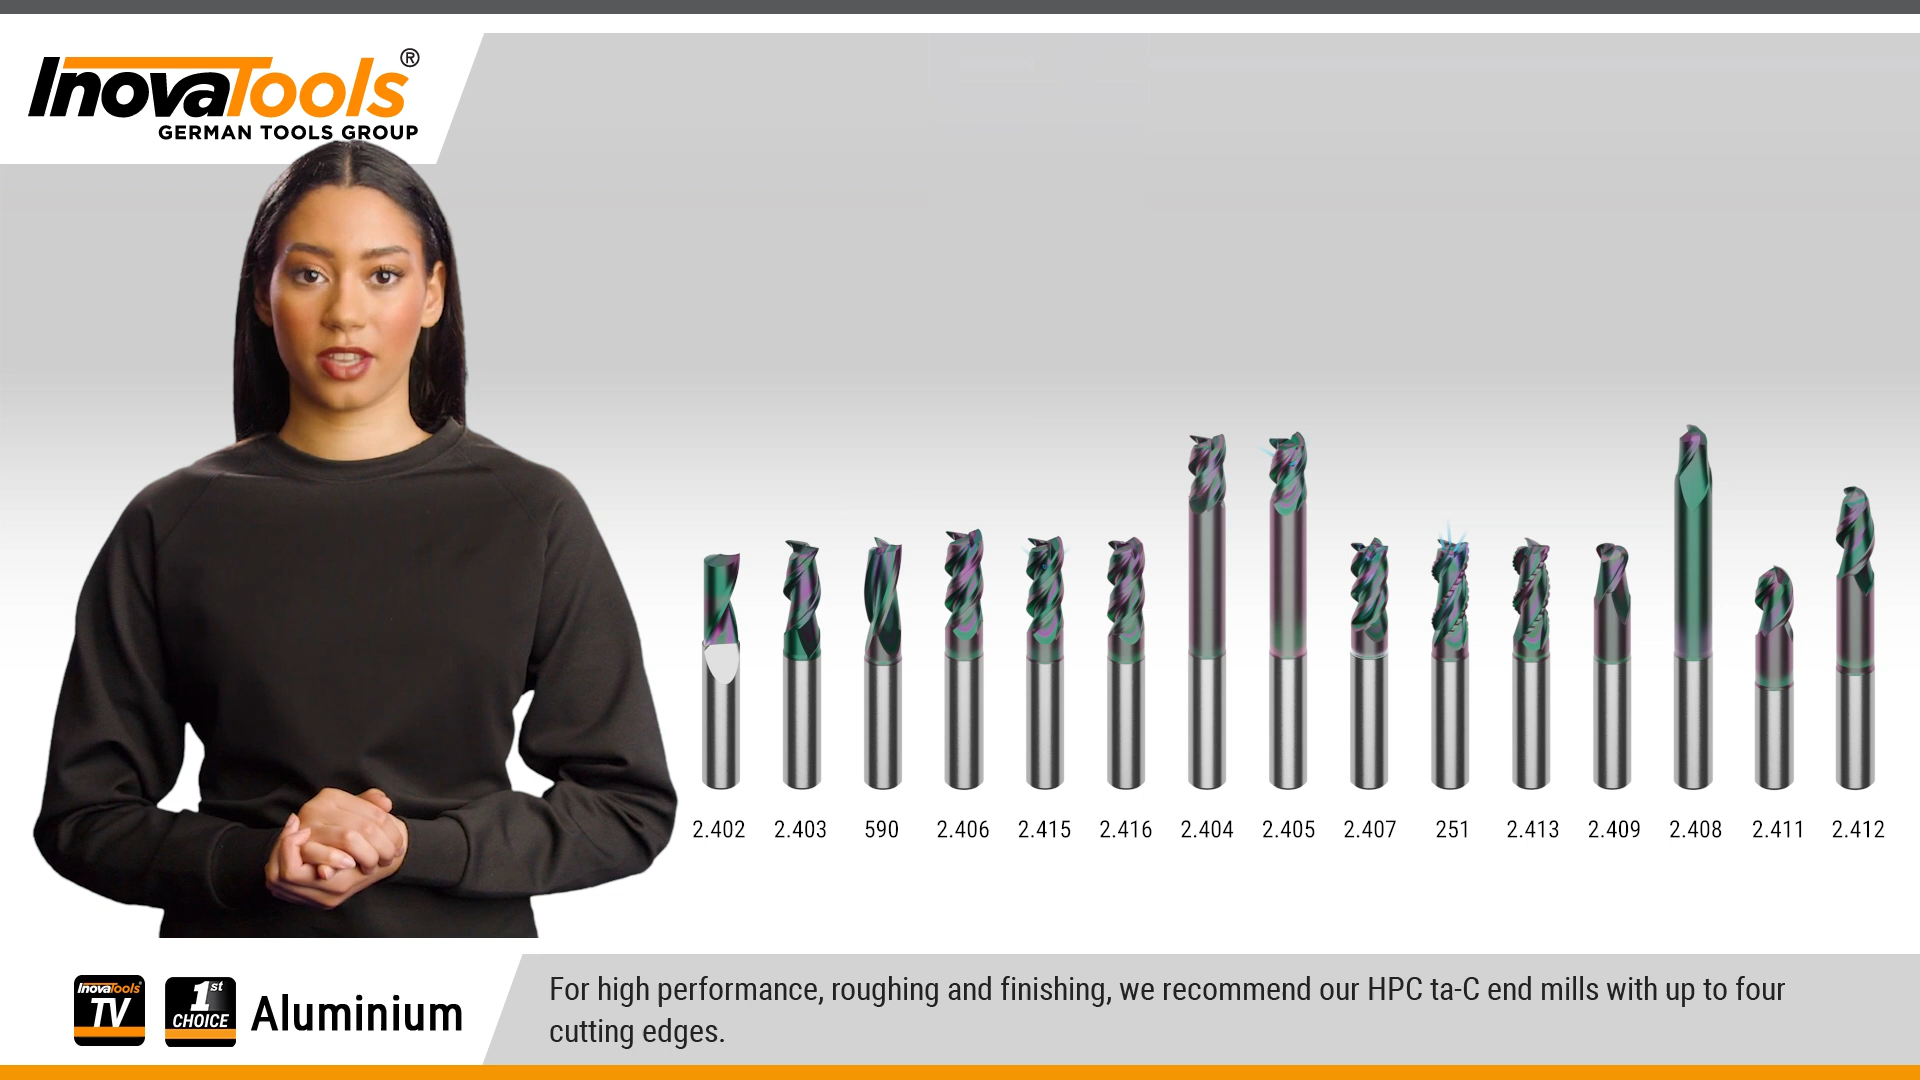 InovaTools®
GERMAN TOOLS GROUP
2.402 2.403 590 2.406 2.415 2.416 2.404 2.405 2.407 251 2.413 2.409 2.408 2.411 2.412
InovaTools®
TV
1st
CHOICE
Aluminium
For high performance, roughing and finishing, we recommend our HPC ta-C end mills with up to four
cutting edges.